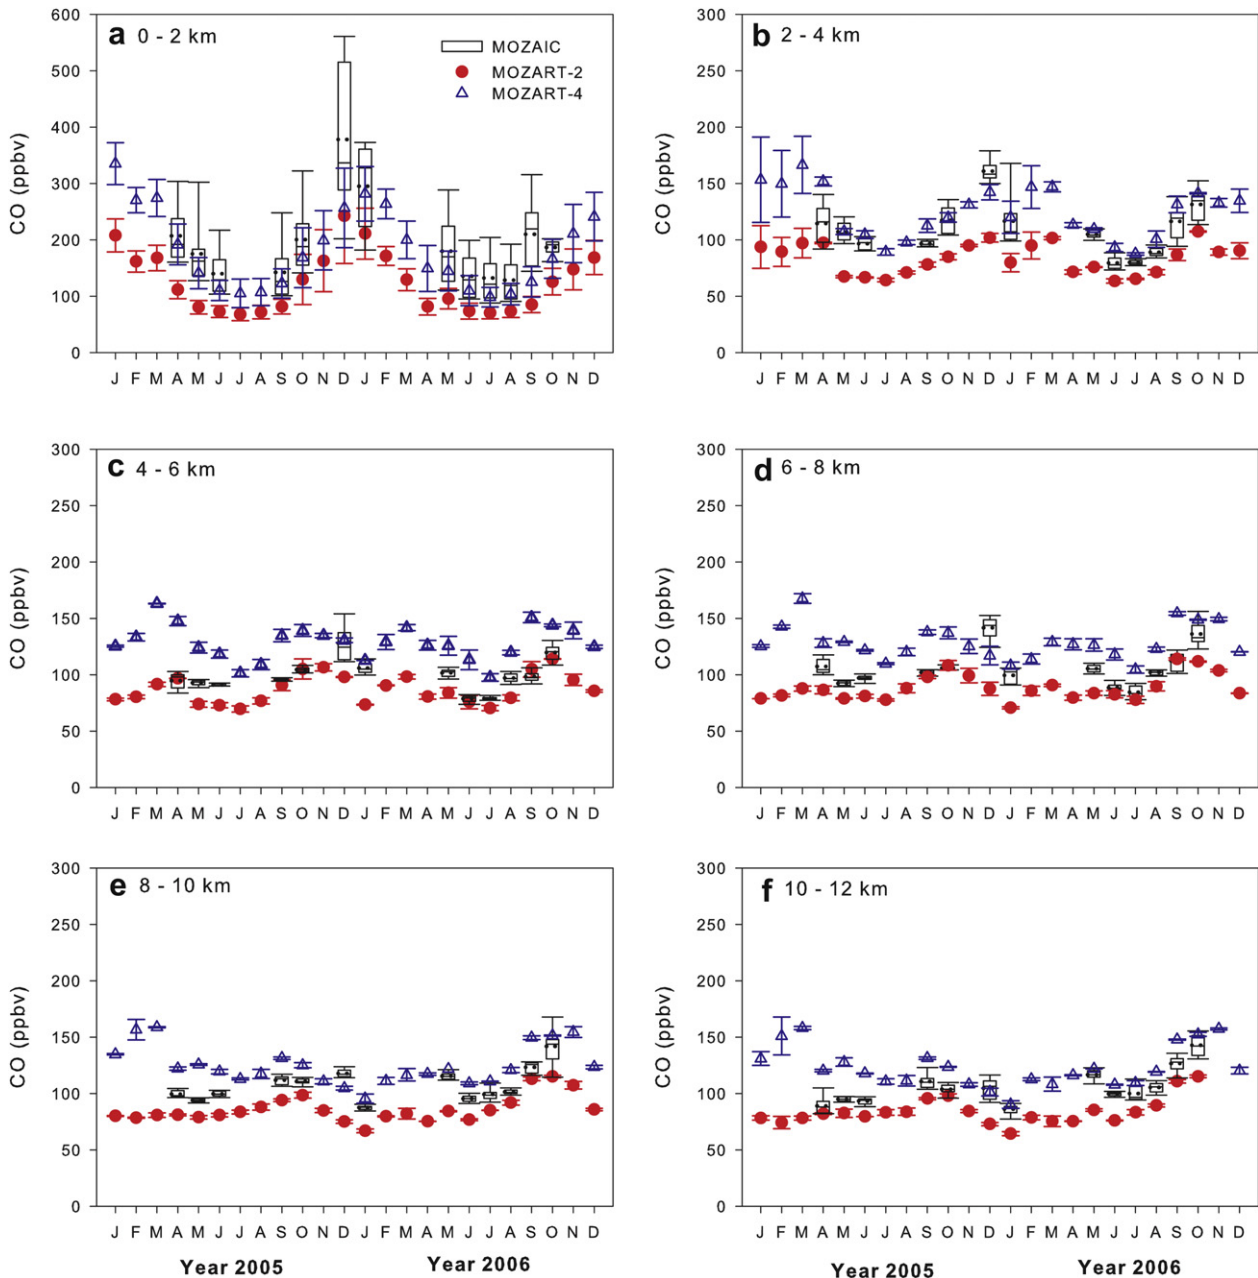 a 0 - 2 km
MOZAIC
MOZART-2
MOZART-4
CO (ppbv)
600
500
400
300
200
100
0
J F M A M J J A S O N D J F M A M J J A S O N D
b 2 - 4 km
CO (ppbv)
300
250
200
150
100
50
0
J F M A M J J A S O N D J F M A M J J A S O N D
c 4 - 6 km
CO (ppbv)
300
250
200
150
100
50
0
J F M A M J J A S O N D J F M A M J J A S O N D
d 6 - 8 km
CO (ppbv)
300
250
200
150
100
50
0
J F M A M J J A S O N D J F M A M J J A S O N D
e 8 - 10 km
CO (ppbv)
300
250
200
150
100
50
0
J F M A M J J A S O N D J F M A M J J A S O N D
Year 2005 Year 2006
f 10 - 12 km
CO (ppbv)
300
250
200
150
100
50
0
J F M A M J J A S O N D J F M A M J J A S O N D
Year 2005 Year 2006